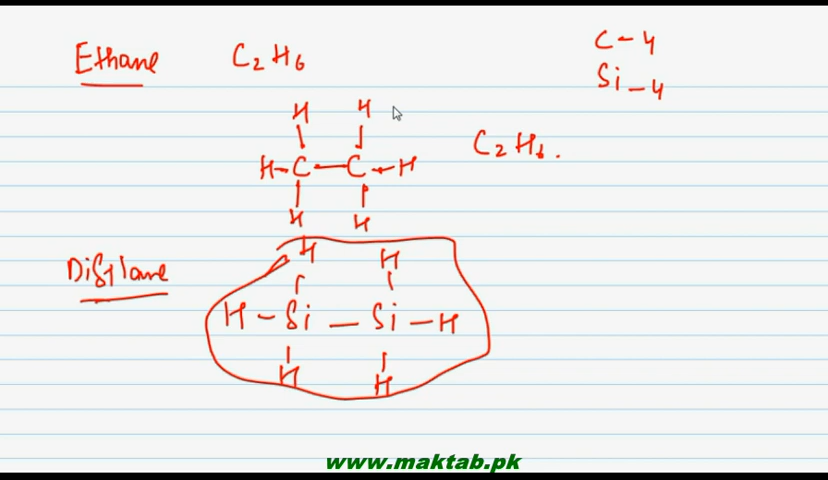 Ethane C₂H₆
C - 4
Si - 4
H H
H-C-C-H
C₂H₆.
H H
Disilane
H H
H-Si-Si-H
H H
www.maktab.pk